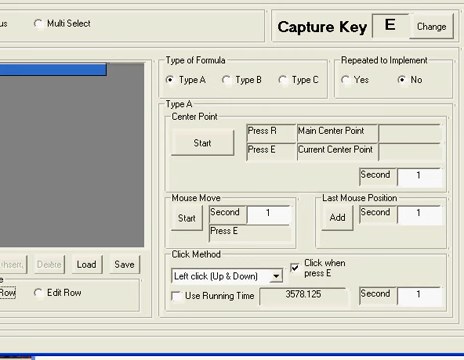 us Multi Select
Capture Key E Change
Type of Formula
Type A Type B Type C
Repeated to Implement
Yes No
Type A
Center Point
Start
Press R Main Center Point
Press E Current Center Point
Second 1
Mouse Move
Start Second 1
Press E
Last Mouse Position
Add Second 1
Click Method
Left click (Up & Down)
Click when
press E
Use Running Time 3578.125 Second 1
Load Save
Row Edit Row